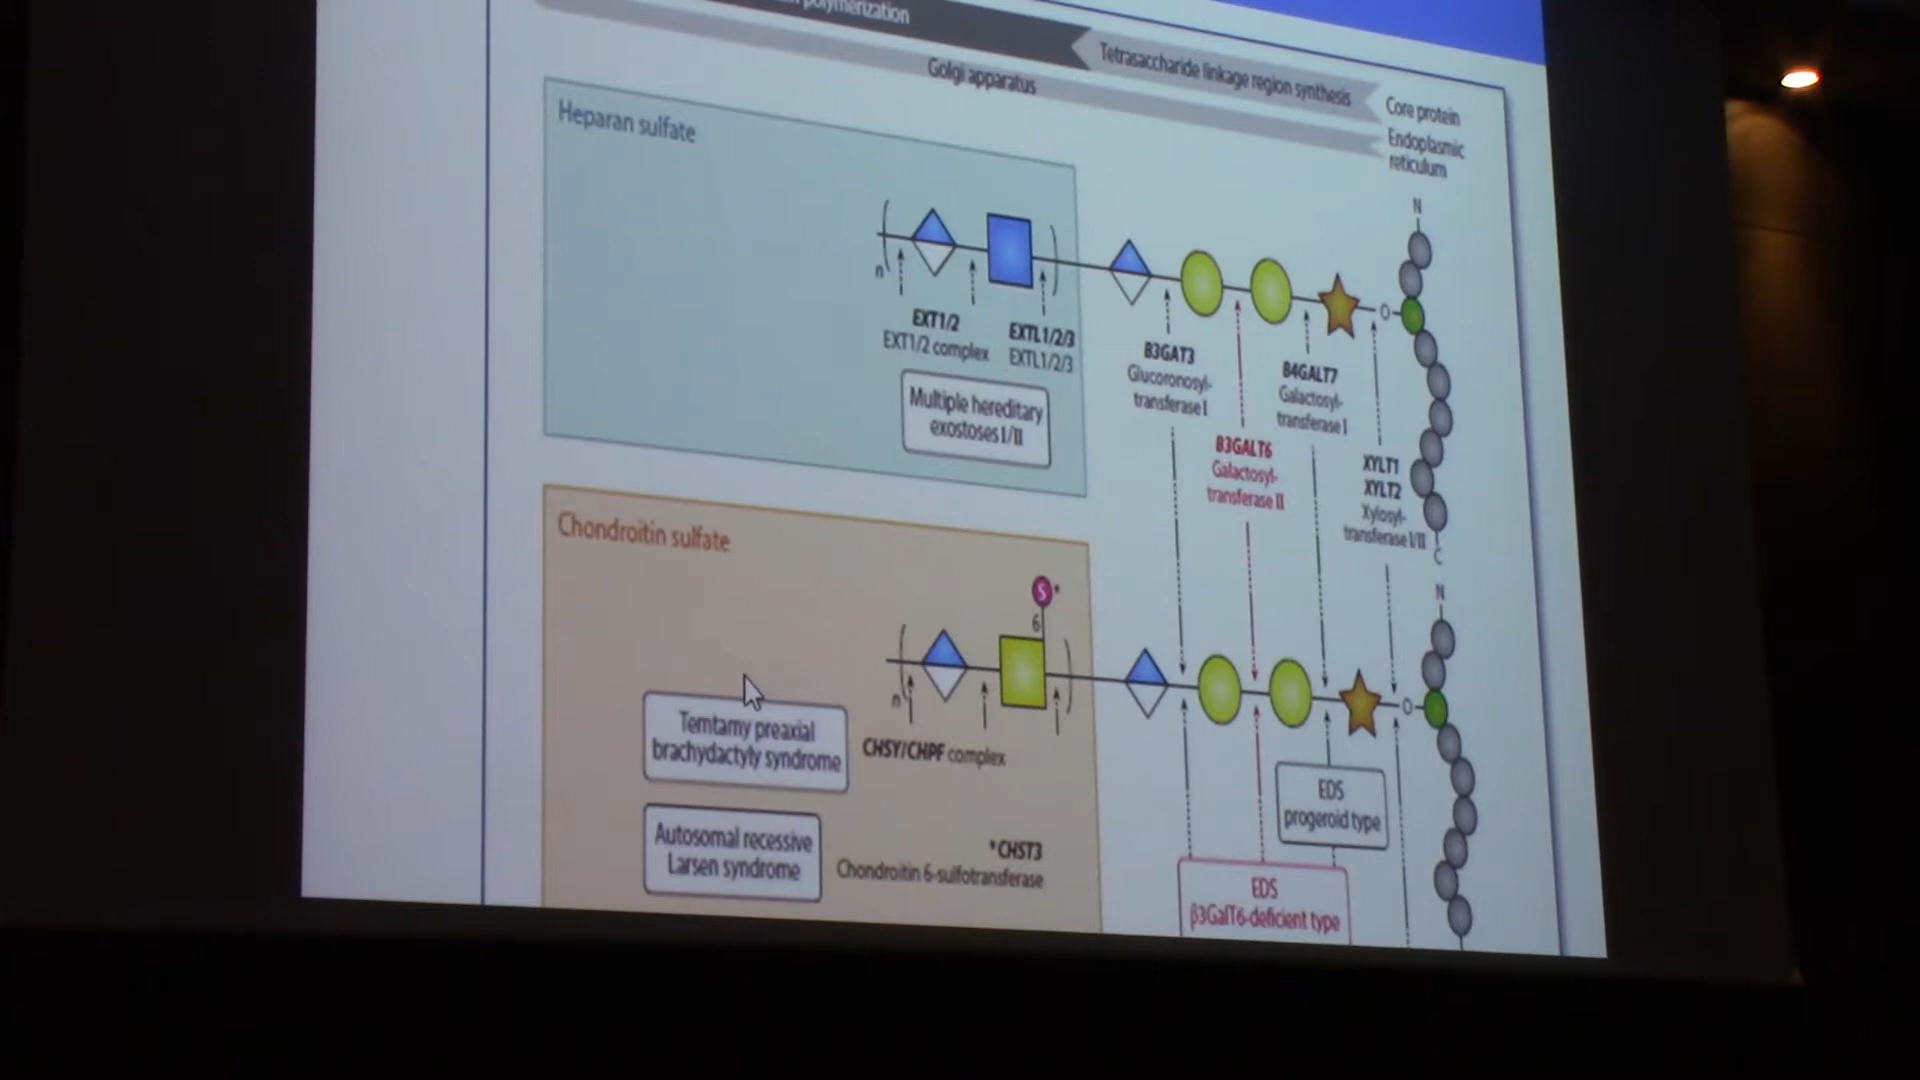 polymerization
Tetrasaccharide linkage region synthesis
Golgi apparatus
Core protein
Endoplasmic
reticulum
Heparan sulfate
N
n
O
EXT1/2
EXT1/2 complex
EXTL1/2/3
EXTL1/2/3
Multiple hereditary
exostoses I/II
B3GAT3
Glucoronosyl-
transferase I
B4GALT7
Galactosyl-
transferase I
B3GALT6
Galactosyl-
transferase II
XYLT1
XYLT2
Xylosyl-
transferase I/II
C
Chondroitin sulfate
S*
6
N
n
O
CHSY/CHPF complex
Temtamy preaxial
brachydactyly syndrome
Autosomal recessive
Larsen syndrome
*CHST3
Chondroitin 6-sulfotransferase
EDS
progeroid type
EDS
β3GalT6-deficient type